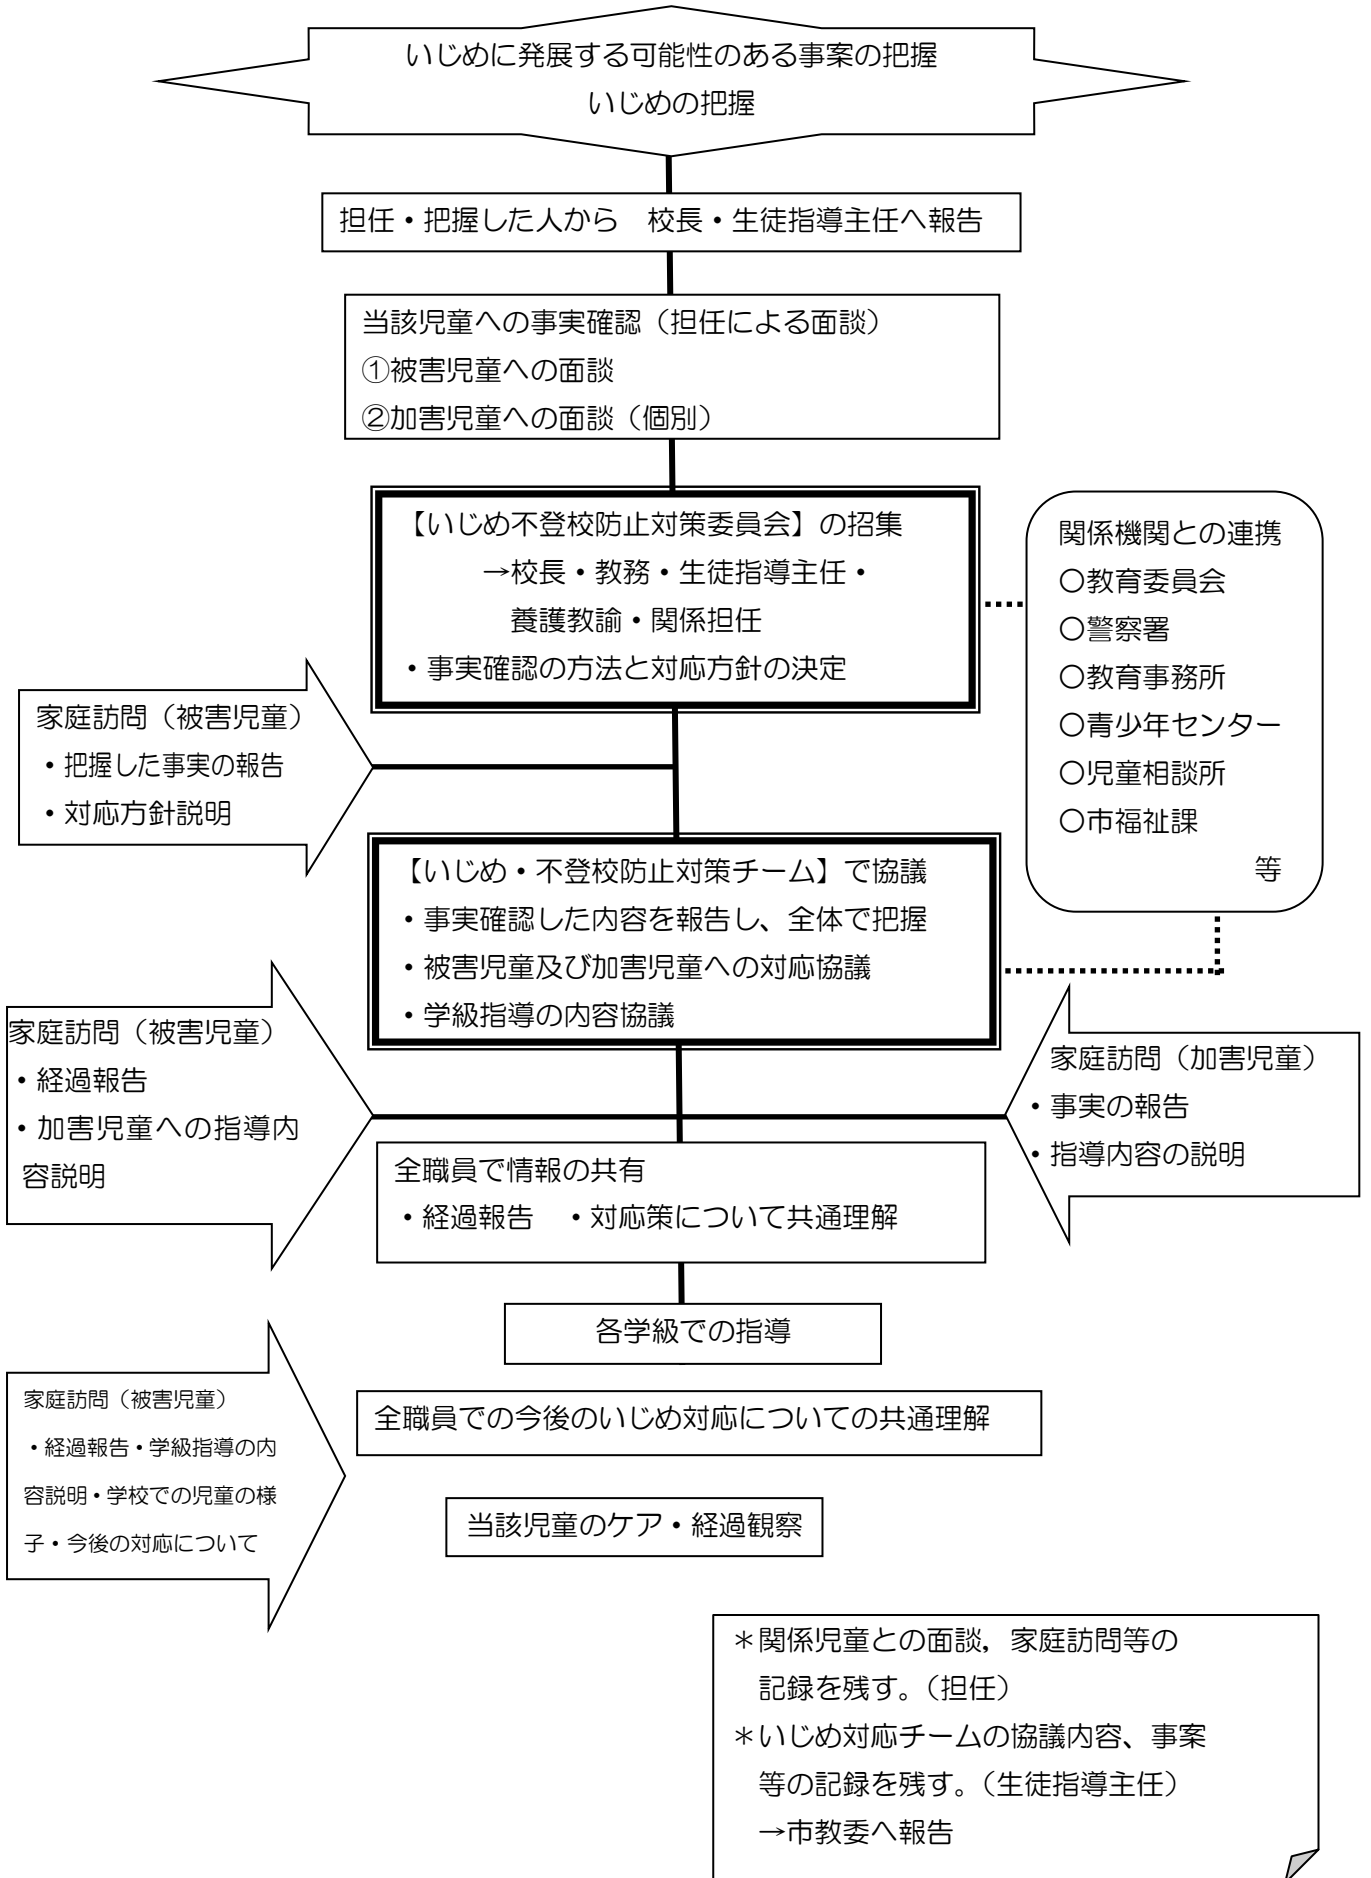 いじめに発展する可能性のある事案の把握
いじめの把握
担任・把握した人から　校長・生徒指導主任へ報告
当該児童への事実確認（担任による面談）
①被害児童への面談
②加害児童への面談（個別）
【いじめ不登校防止対策委員会】の招集
→校長・教務・生徒指導主任・
養護教諭・関係担任
・事実確認の方法と対応方針の決定
関係機関との連携
〇教育委員会
〇警察署
〇教育事務所
〇青少年センター
〇児童相談所
〇市福祉課
等
家庭訪問（被害児童）
・把握した事実の報告
・対応方針説明
【いじめ・不登校防止対策チーム】で協議
・事実確認した内容を報告し、全体で把握
・被害児童及び加害児童への対応協議
・学級指導の内容協議
家庭訪問（被害児童）
・経過報告
・加害児童への指導内
容説明
家庭訪問（加害児童）
・事実の報告
・指導内容の説明
全職員で情報の共有
・経過報告　・対応策について共通理解
各学級での指導
家庭訪問（被害児童）
・経過報告・学級指導の内
容説明・学校での児童の様
子・今後の対応について
全職員での今後のいじめ対応についての共通理解
当該児童のケア・経過観察
＊関係児童との面談，家庭訪問等の
記録を残す。（担任）
＊いじめ対応チームの協議内容、事案
等の記録を残す。（生徒指導主任）
→市教委へ報告